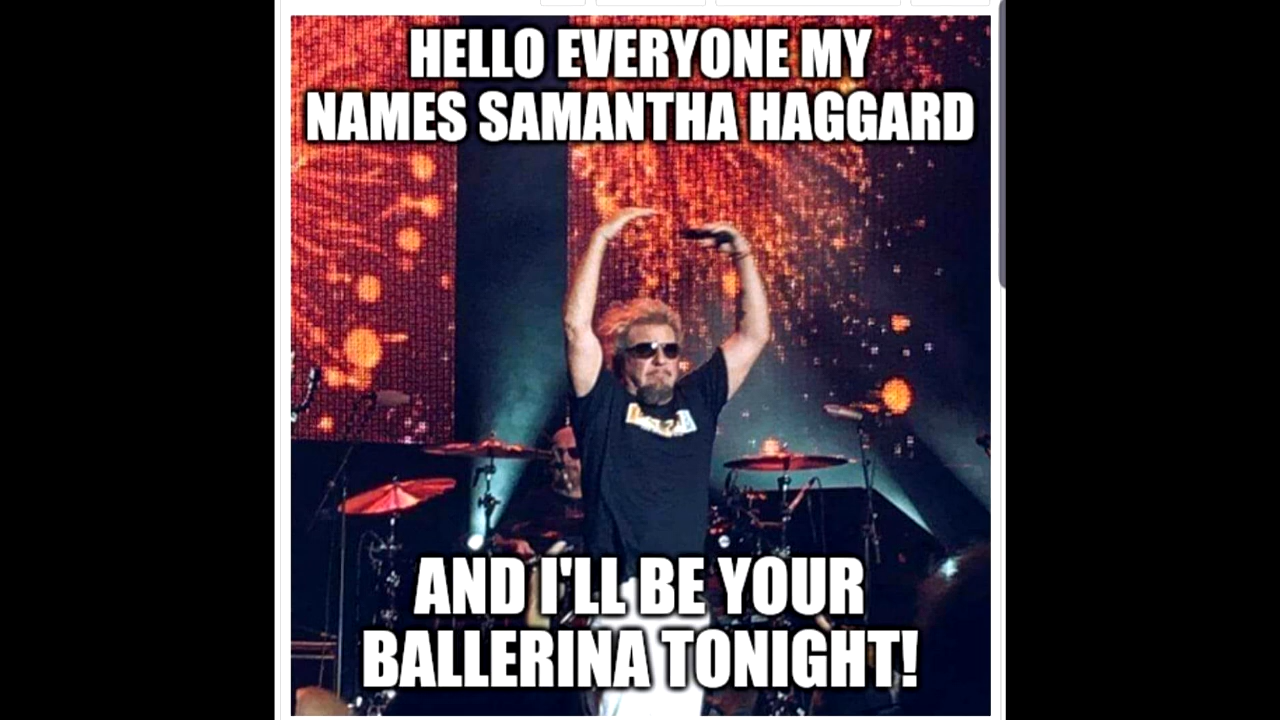 HELLO EVERYONE MY
NAMES SAMANTHA HAGGARD
AND I'LL BE YOUR
BALLERINA TONIGHT!